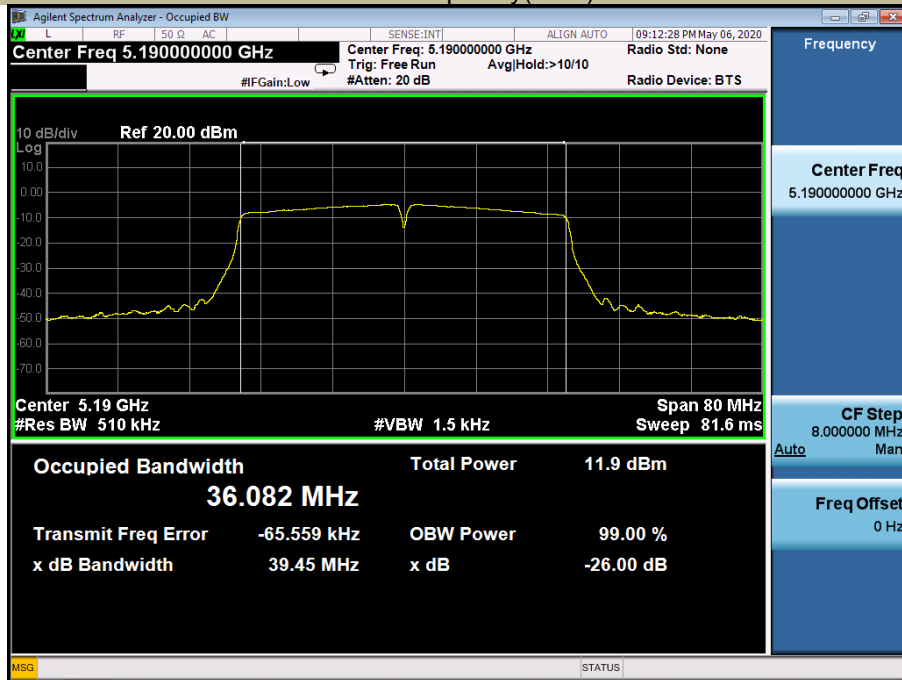 Agilent Spectrum Analyzer - Occupied BW
LXI L RF 50 Ω AC SENSE:INT ALIGN AUTO 09:12:28 PM May 06, 2020
Center Freq 5.190000000 GHz
Center Freq: 5.190000000 GHz
Radio Std: None
Trig: Free Run Avg|Hold:>10/10
#IFGain:Low
#Atten: 20 dB
Radio Device: BTS
10 dB/div Ref 20.00 dBm
Log
10.0
0.00
-10.0
-20.0
-30.0
-40.0
-50.0
-60.0
-70.0
Center 5.19 GHz Span 80 MHz
#Res BW 510 kHz #VBW 1.5 kHz Sweep 81.6 ms
Occupied Bandwidth Total Power 11.9 dBm
36.082 MHz
Transmit Freq Error -65.559 kHz OBW Power 99.00 %
x dB Bandwidth 39.45 MHz x dB -26.00 dB
MSG STATUS
Frequency
Center Freq
5.190000000 GHz
CF Step
8.000000 MHz
Auto Man
Freq Offset
0 Hz